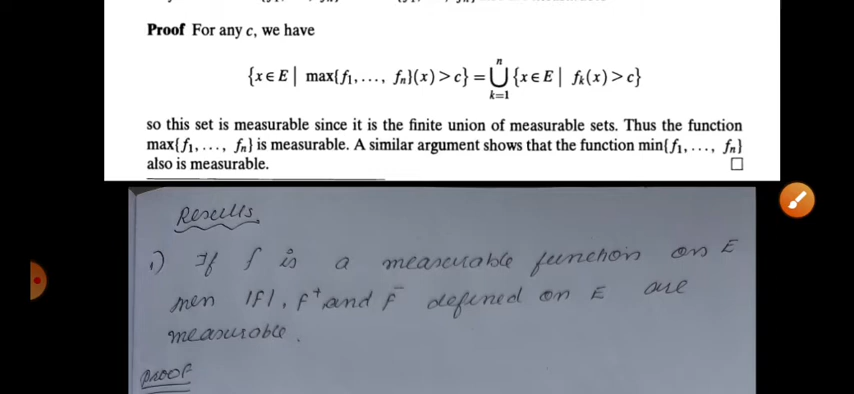 Proof For any c, we have
{x ∈ E | max{f₁, . . . , fₙ}(x) > c} = ⋃ₖ₌₁ⁿ {x ∈ E | fₖ(x) > c}
so this set is measurable since it is the finite union of measurable sets. Thus the function
max{f₁, . . . , fₙ} is measurable. A similar argument shows that the function min{f₁, . . . , fₙ}
also is measurable. □
Results.
1) If f is a measurable function on E
then |f|, f⁺ and f⁻ defined on E are
measurable.
Proof